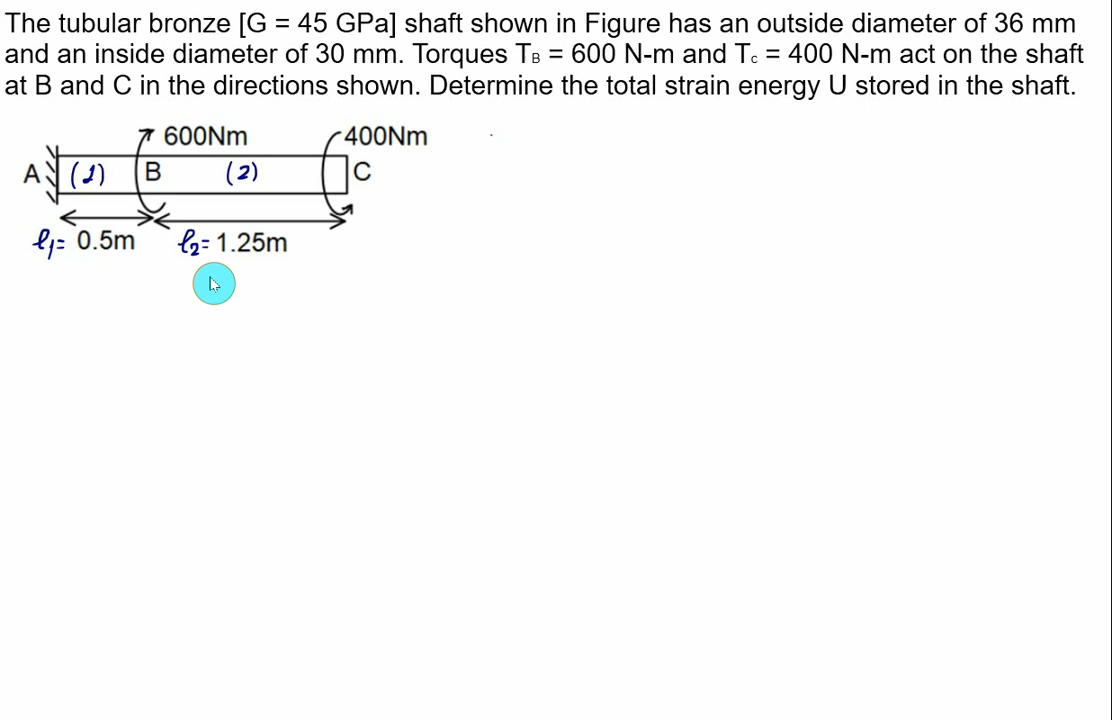 The tubular bronze [G = 45 GPa] shaft shown in Figure has an outside diameter of 36 mm
and an inside diameter of 30 mm. Torques TB = 600 N-m and Tc = 400 N-m act on the shaft
at B and C in the directions shown. Determine the total strain energy U stored in the shaft.
600Nm 400Nm
A (1) B (2) C
l1= 0.5m l2= 1.25m